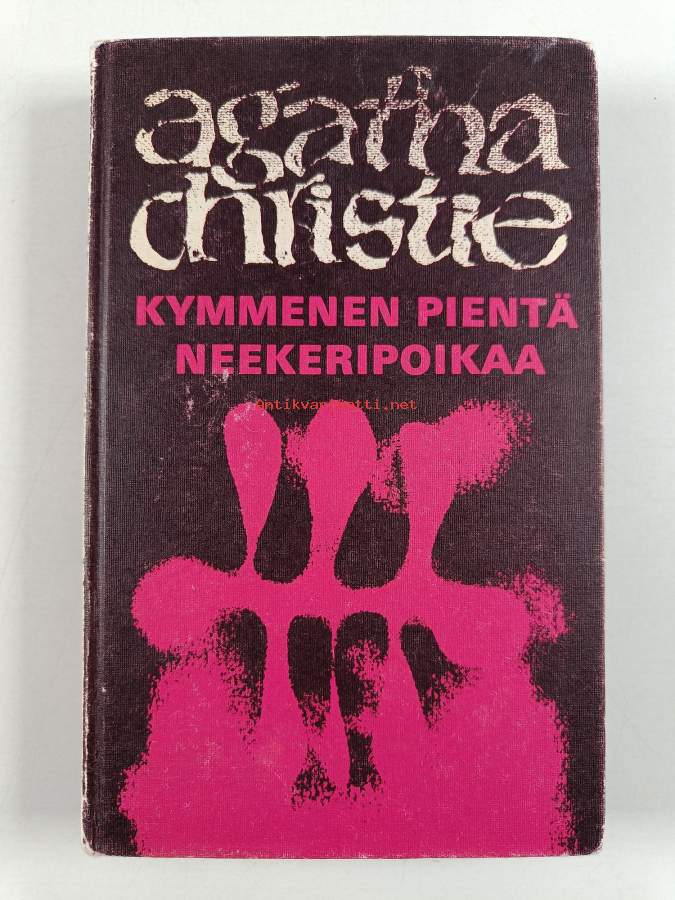 agatha
christie
KYMMENEN PIENTÄ
NEEKERIPOIKAA
Antikvariaatti.net